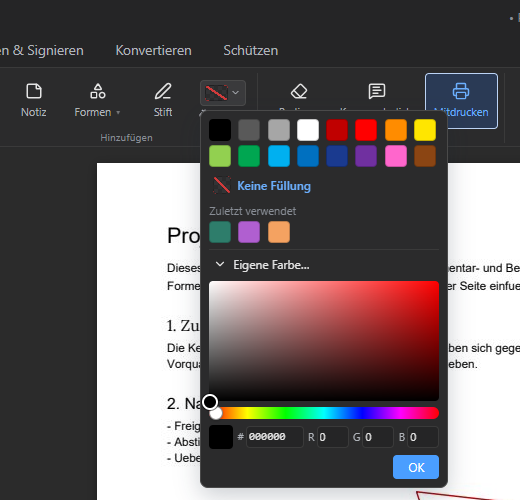 n & Signieren Konvertieren Schützen
Notiz Formen Stift Mitdrucken
Hinzufügen
Keine Füllung
Zuletzt verwendet
Eigene Farbe...
Pro
Dieses entar- und Be
Forme er Seite einfue
1. Zu
Die Ke ben sich gege
Vorqua eben.
2. Na
- Freig
- Absti
- Uebe
# 000000 R 0 G 0 B 0
OK